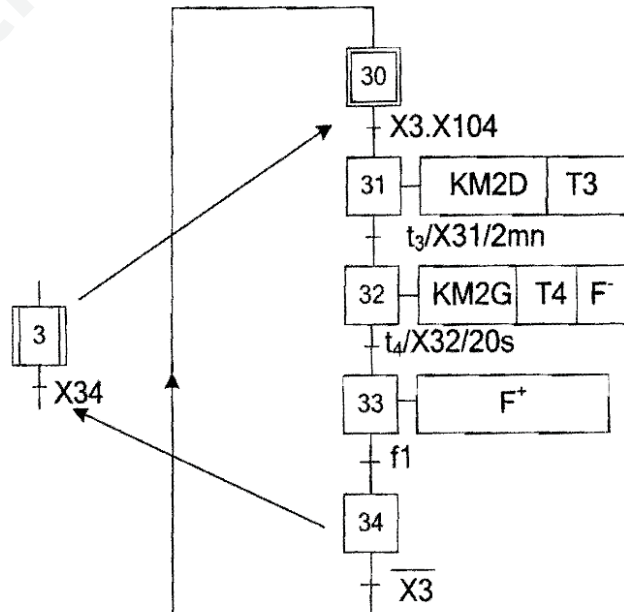 30
X3.X104
31 KM2D T3
t₃/X31/2mn
32 KM2G T4 F⁻
3
t₄/X32/20s
X34
33 F⁺
f1
34
X̅3̅